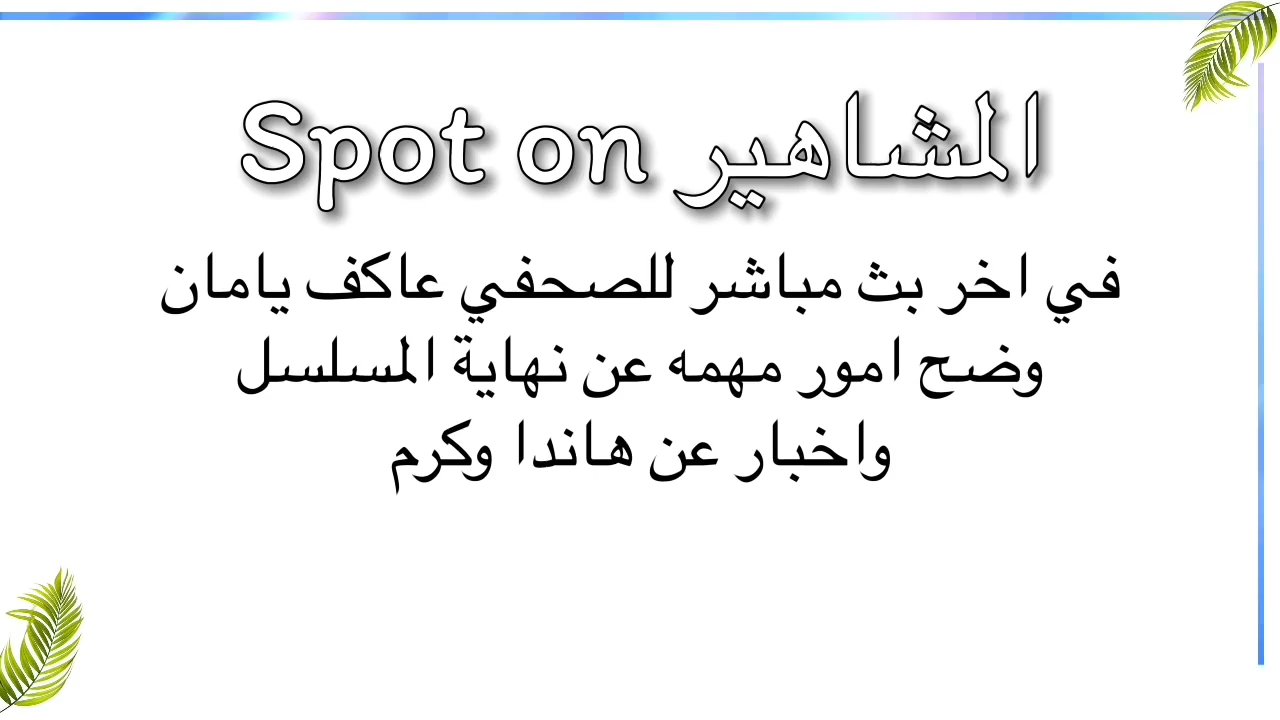 المشاهير Spot on
في اخر بث مباشر للصحفي عاكف يامان
وضح امور مهمه عن نهاية المسلسل
واخبار عن هاندا وكرم